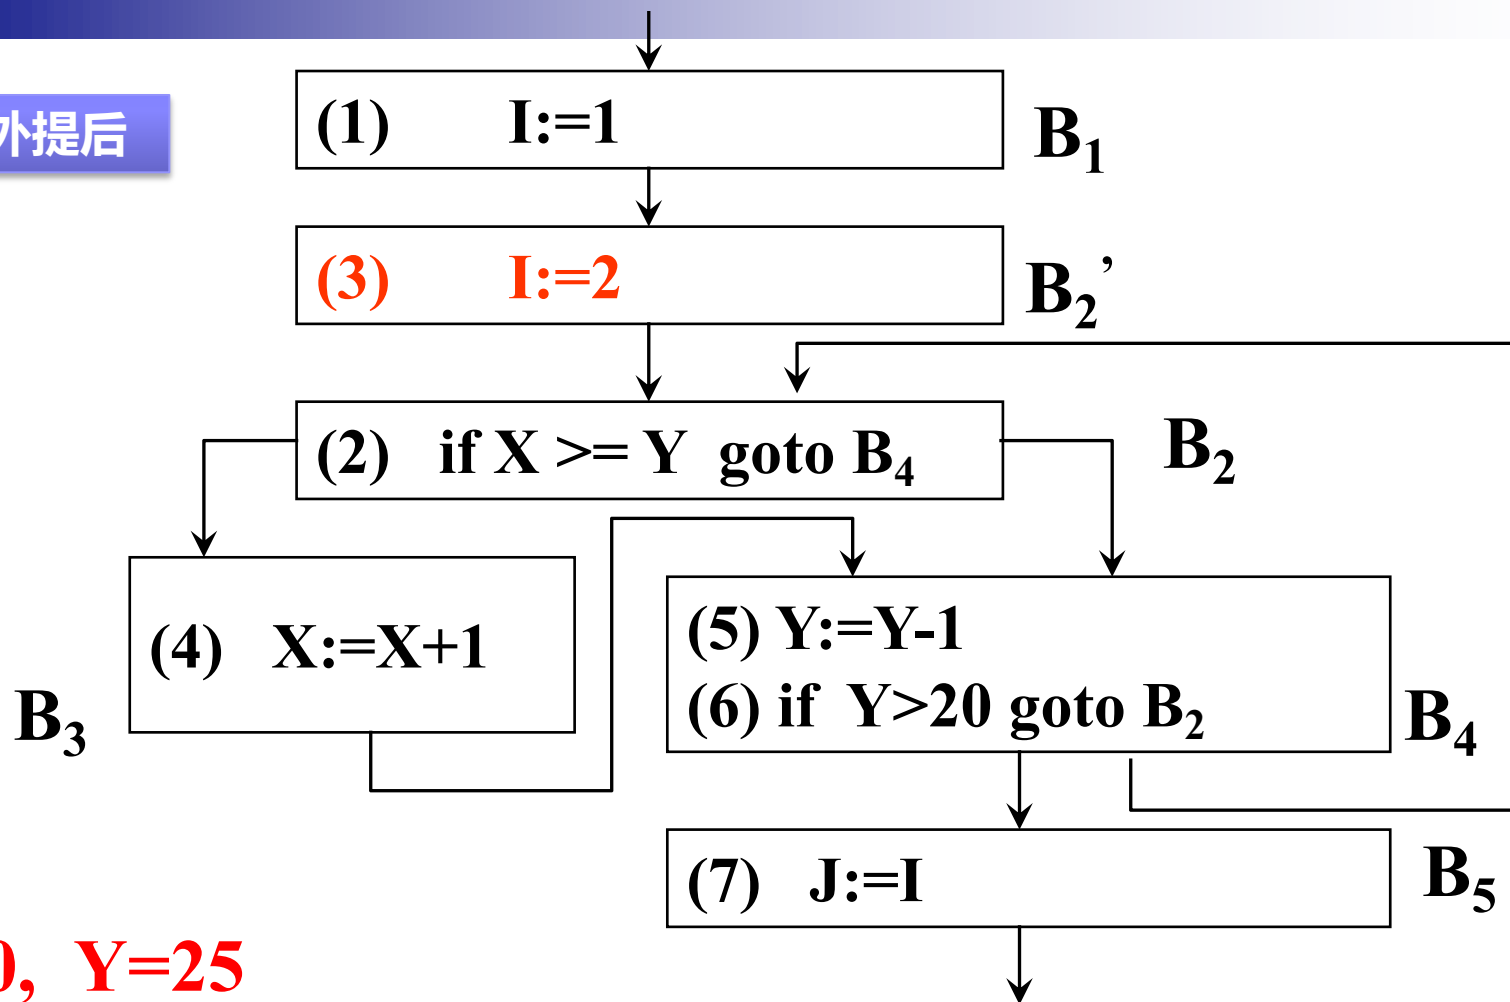 外提后
(1) I:=1
B₁
(3) I:=2
B₂’
(2) if X >= Y goto B₄
B₂
(4) X:=X+1
B₃
(5) Y:=Y-1
(6) if Y>20 goto B₂
B₄
(7) J:=I
B₅
0, Y=25